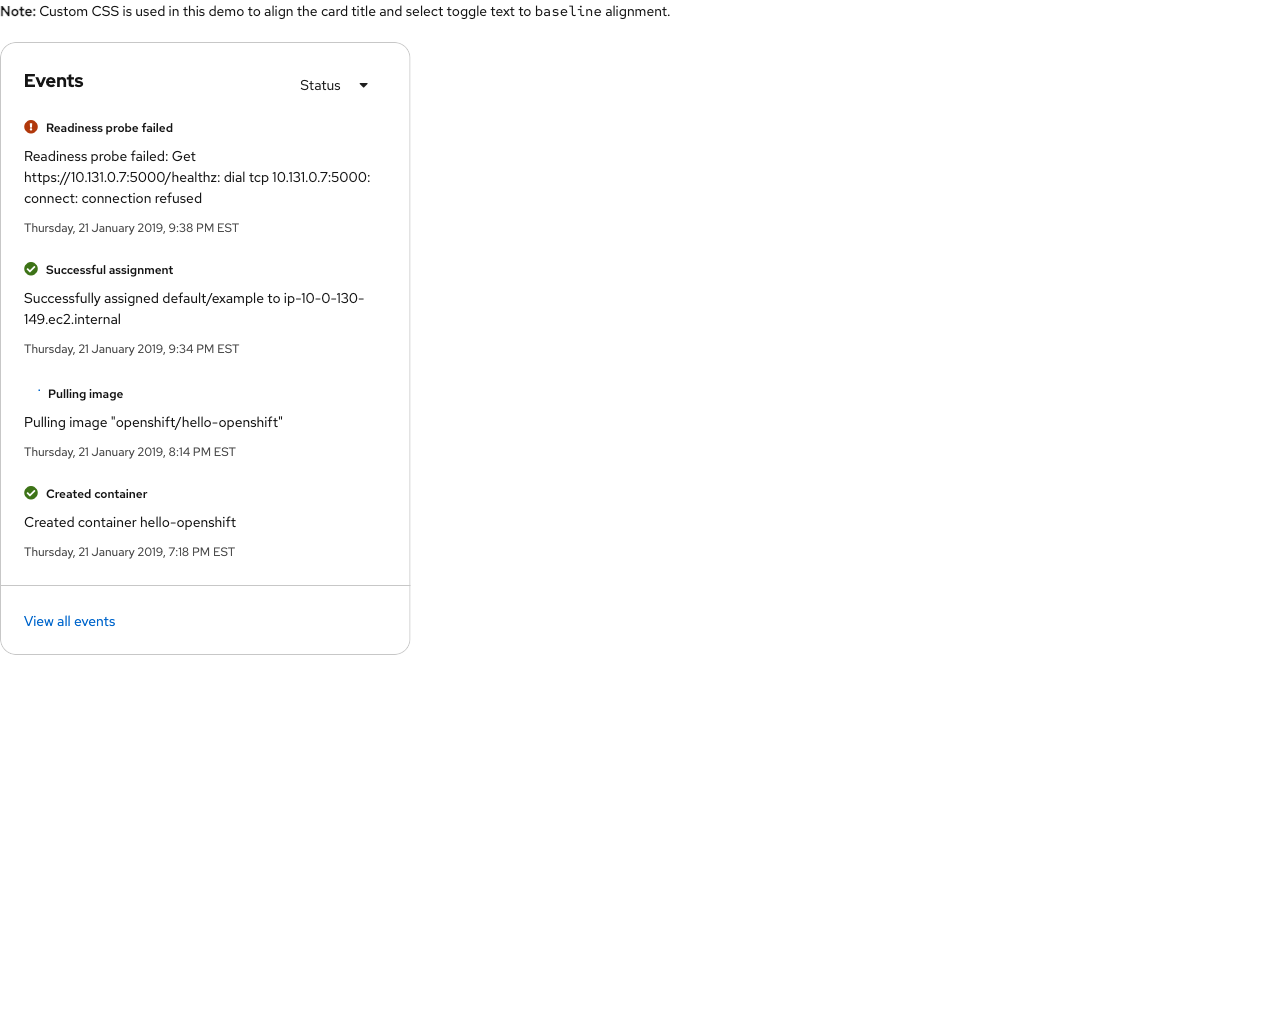 Note: Custom CSS is used in this demo to align the card title and select toggle text to baseline alignment.
Events
Status
Readiness probe failed
Readiness probe failed: Get
https://10.131.0.7:5000/healthz: dial tcp 10.131.0.7:5000:
connect: connection refused
Thursday, 21 January 2019, 9:38 PM EST
Successful assignment
Successfully assigned default/example to ip-10-0-130-
149.ec2.internal
Thursday, 21 January 2019, 9:34 PM EST
Pulling image
Pulling image "openshift/hello-openshift"
Thursday, 21 January 2019, 8:14 PM EST
Created container
Created container hello-openshift
Thursday, 21 January 2019, 7:18 PM EST
View all events